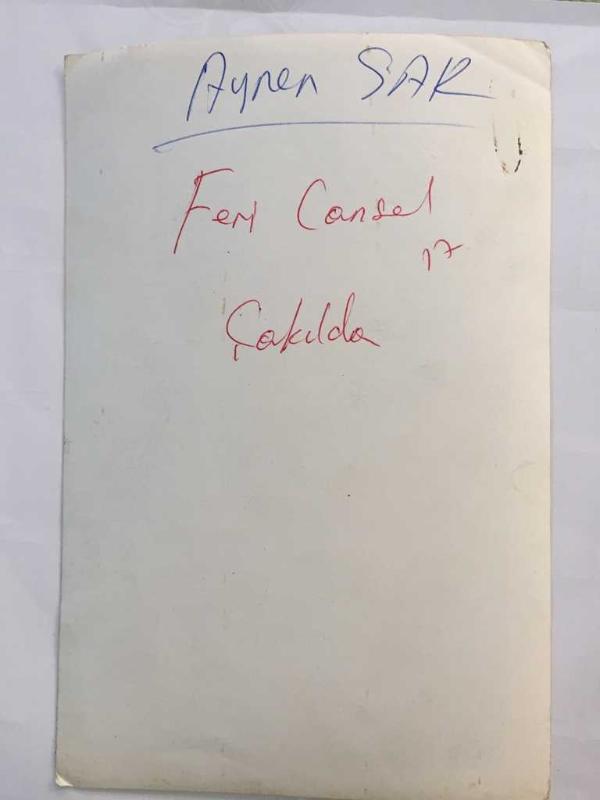 Aynen SAR
Feri Cansel
17
Çakılda